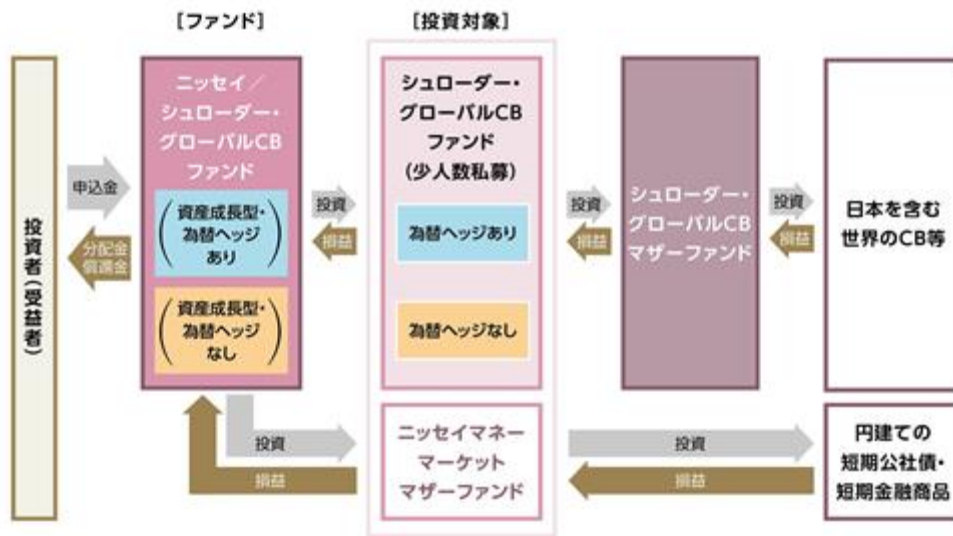 [ファンド]
[投資対象]
投資者(受益者)
申込金
分配金
償還金
ニッセイ/
シュローダー・
グローバルCB
ファンド
(資産成長型・
為替ヘッジ
あり)
(資産成長型・
為替ヘッジ
なし)
投資
損益
シュローダー・
グローバルCB
ファンド
(少人数私募)
為替ヘッジあり
為替ヘッジなし
投資
損益
シュローダー・
グローバルCB
マザーファンド
投資
損益
日本を含む
世界のCB等
投資
損益
ニッセイマネー
マーケット
マザーファンド
投資
損益
円建ての
短期公社債・
短期金融商品